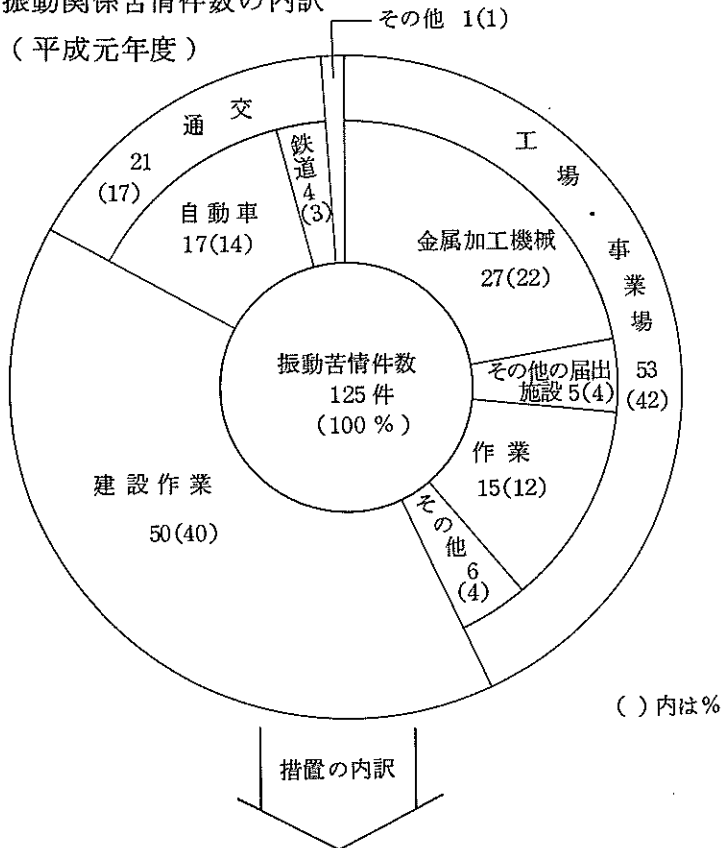 振動関係苦情件数の内訳
(平成元年度)
その他 1(1)
工場・事業場
53
(42)
金属加工機械
27(22)
その他の届出
施設 5(4)
作業
15(12)
その他
6
(4)
建設作業
50(40)
通交
21
(17)
自動車
17(14)
鉄道
4
(3)
振動苦情件数
125件
(100%)
( )内は%
措置の内訳